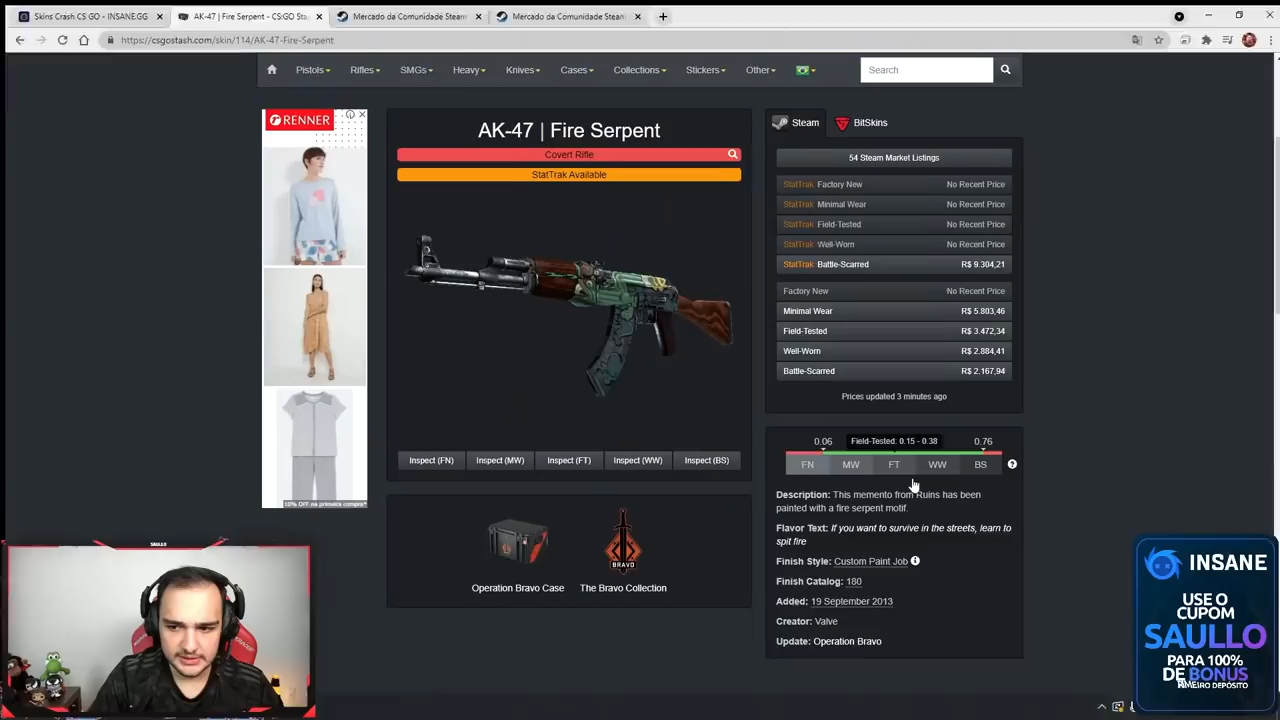 Skins Crash CS GO - INSANE.GG
AK-47 | Fire Serpent - CS:GO Sta
Mercado da Comunidade Steam
Mercado da Comunidade Steam
https://csgostash.com/skin/114/AK-47-Fire-Serpent
Pistols
Rifles
SMGs
Heavy
Knives
Cases
Collections
Stickers
Other
Search
RENNER
10% OFF na primeira compra*
AK-47 | Fire Serpent
Covert Rifle
StatTrak Available
Inspect (FN)
Inspect (MW)
Inspect (FT)
Inspect (WW)
Inspect (BS)
BRAVO
Operation Bravo Case
The Bravo Collection
Steam
BitSkins
54 Steam Market Listings
StatTrak Factory New No Recent Price
StatTrak Minimal Wear No Recent Price
StatTrak Field-Tested No Recent Price
StatTrak Well-Worn No Recent Price
StatTrak Battle-Scarred R$ 9.304,21
Factory New No Recent Price
Minimal Wear R$ 5.803,46
Field-Tested R$ 3.472,34
Well-Worn R$ 2.884,41
Battle-Scarred R$ 2.167,94
Prices updated 3 minutes ago
0.06
Field-Tested: 0.15 - 0.38
0.76
FN
MW
FT
WW
BS
Description: This memento from Ruins has been
painted with a fire serpent motif.
Flavor Text: If you want to survive in the streets, learn to
spit fire
Finish Style: Custom Paint Job
Finish Catalog: 180
Added: 19 September 2013
Creator: Valve
Update: Operation Bravo
SAULLO
INSANE
USE O
CUPOM
SAULLO
PARA 100%
DE BONUS
PRIMEIRO DEPÓSITO